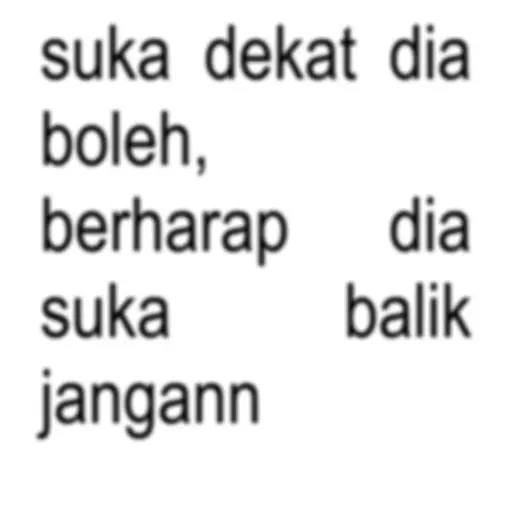 suka dekat dia
boleh,
berharap dia
suka balik
jangann